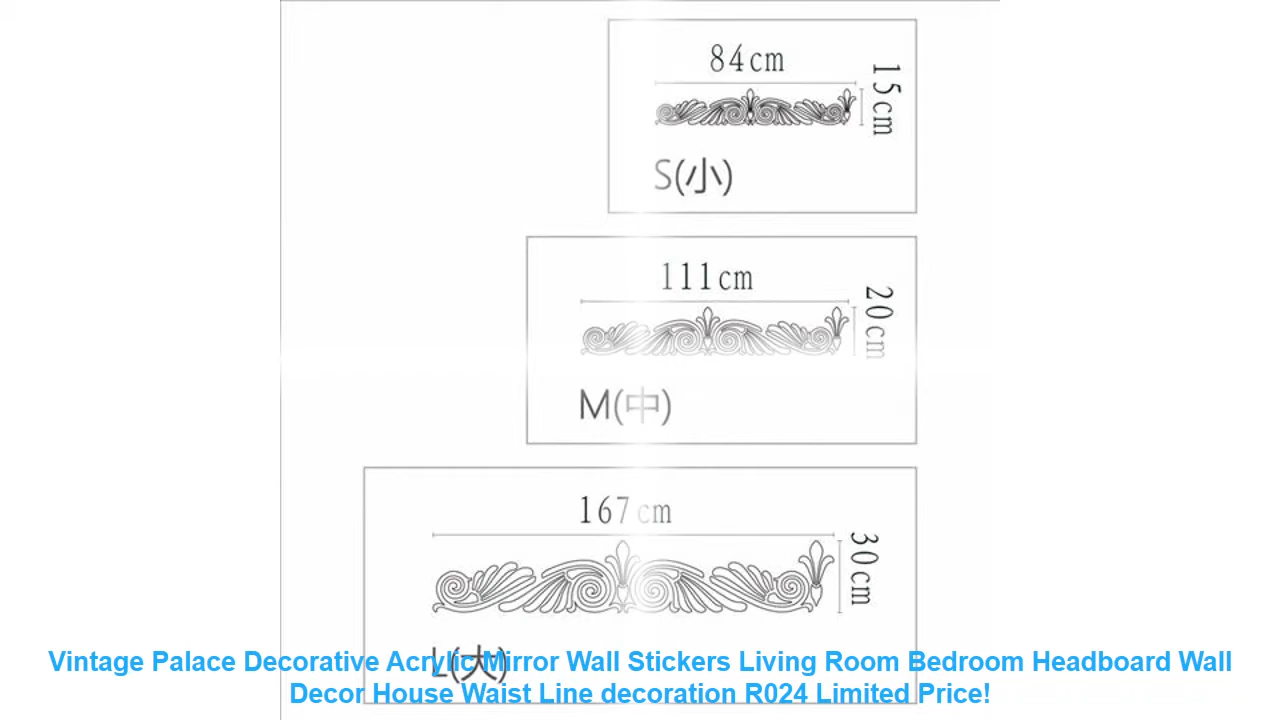 84cm
15cm
S(小)
111cm
20cm
M(中)
167cm
30cm
L(大)
Vintage Palace Decorative Acrylic Mirror Wall Stickers Living Room Bedroom Headboard Wall
Decor House Waist Line decoration R024 Limited Price!